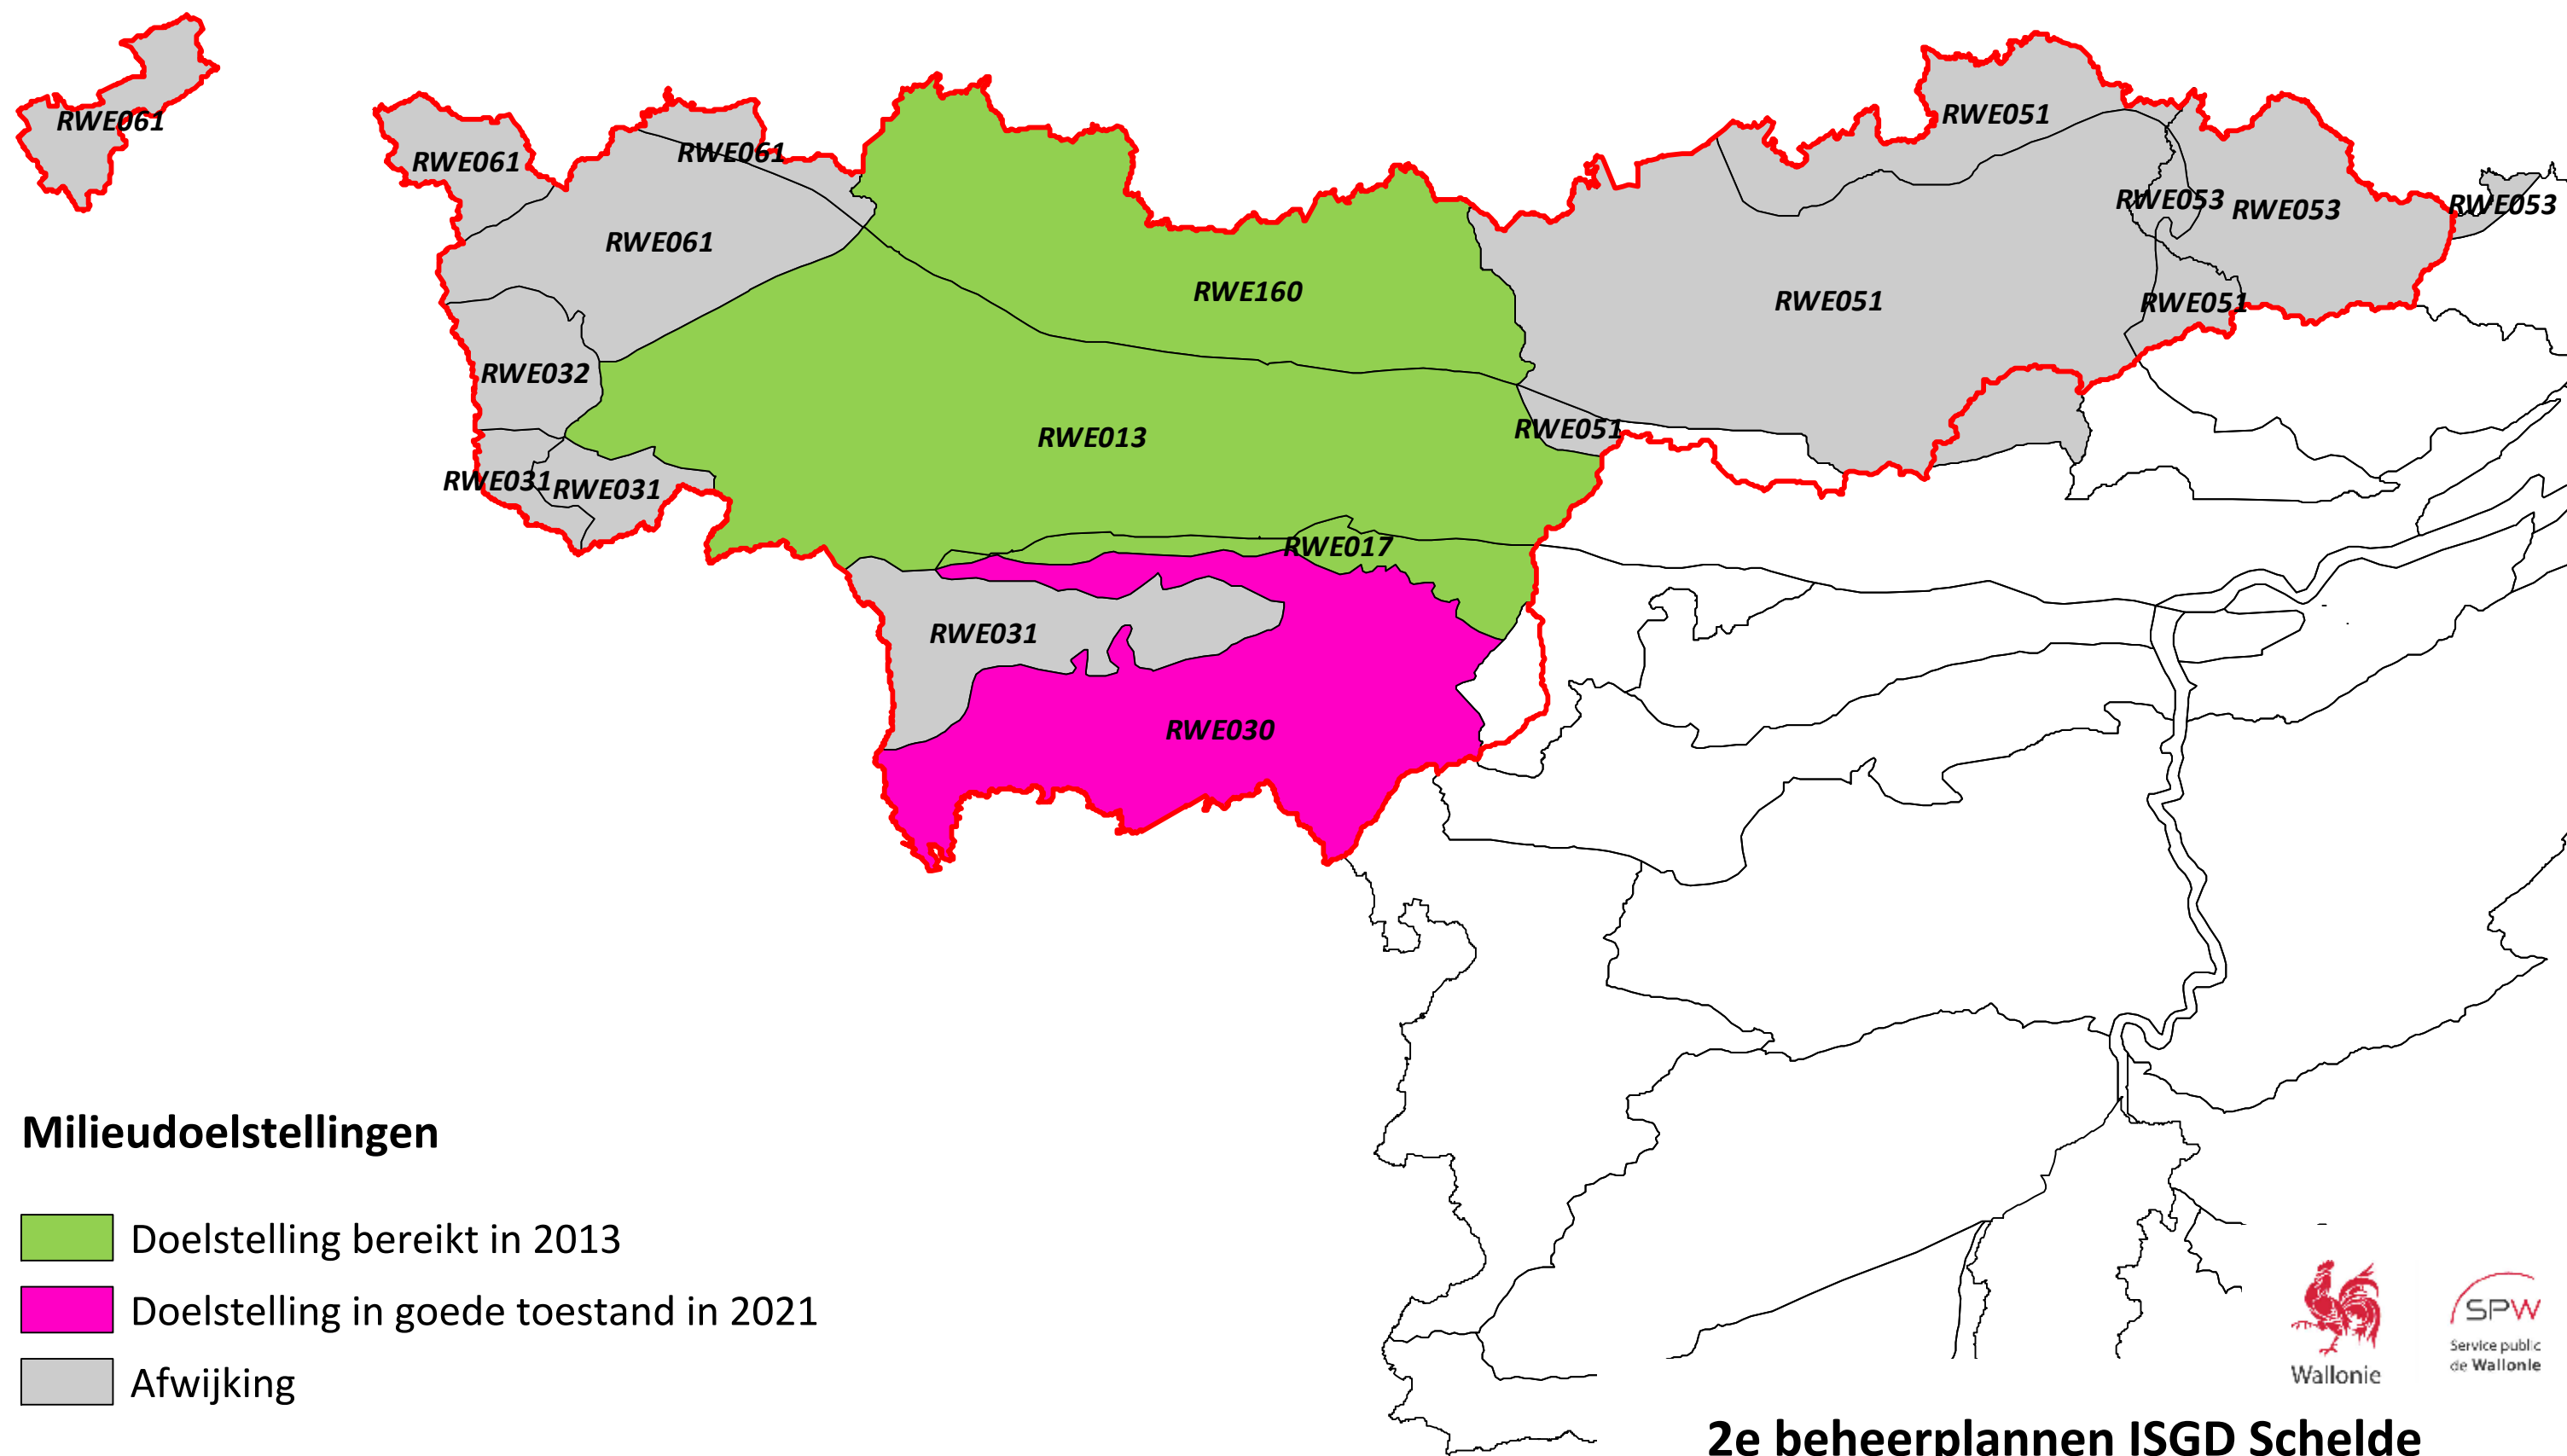 RWE061
RWE061
RWE061
RWE061
RWE051
RWE053
RWE053
RWE053
RWE160
RWE051
RWE051
RWE032
RWE013
RWE051
RWE031
RWE031
RWE017
RWE031
RWE030
Milieudoelstellingen
Doelstelling bereikt in 2013
Doelstelling in goede toestand in 2021
Afwijking
Wallonie
SPW
Service public
de Wallonie
2e beheerplannen ISGD Schelde